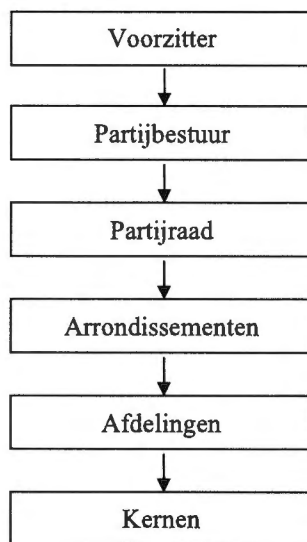 Voorzitter
Partijbestuur
Partijraad
Arrondissementen
Afdelingen
Kernen